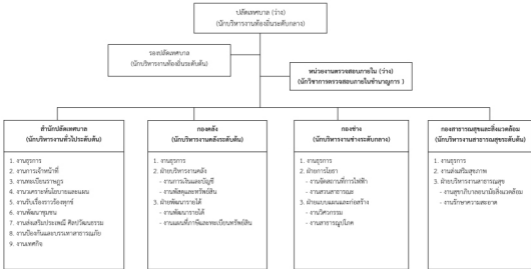 ปลัดเทศบาล (ว่าง)
(นักบริหารงานท้องถิ่นระดับกลาง)
รองปลัดเทศบาล
(นักบริหารงานท้องถิ่นระดับต้น)
หน่วยงานตรวจสอบภายใน (ว่าง)
(นักวิชาการตรวจสอบภายในชำนาญการ )
สำนักปลัดเทศบาล
(นักบริหารงานทั่วไประดับต้น)
1. งานธุรการ
2. งานการเจ้าหน้าที่
3. งานทะเบียนราษฎร
4. งานวิเคราะห์นโยบายและแผน
5. งานรับเรื่องราวร้องทุกข์
6. งานพัฒนาชุมชน
7. งานส่งเสริมประเพณี ศิลปวัฒนธรรม
8. งานป้องกันและบรรเทาสาธารณภัย
9. งานเทศกิจ
กองคลัง
(นักบริหารงานคลังระดับต้น)
1. งานธุรการ
2. ฝ่ายบริหารงานคลัง
- งานการเงินและบัญชี
- งานพัสดุและทรัพย์สิน
3. ฝ่ายพัฒนารายได้
- งานพัฒนารายได้
- งานแผนที่ภาษีและทะเบียนทรัพย์สิน
กองช่าง
(นักบริหารงานช่างระดับกลาง)
1. งานธุรการ
2. ฝ่ายการโยธา
- งานจัดสถานที่การไฟฟ้า
- งานสวนสาธารณะ
3. ฝ่ายแบบแผนและก่อสร้าง
- งานวิศวกรรม
- งานสาธารณูปโภค
กองสาธารณสุขและสิ่งแวดล้อม
(นักบริหารงานสาธารณสุขระดับต้น)
1. งานธุรการ
2. งานส่งเสริมสุขภาพ
3. ฝ่ายบริหารงานสาธารณสุข
- งานสุขาภิบาลอนามัยสิ่งแวดล้อม
- งานรักษาความสะอาด